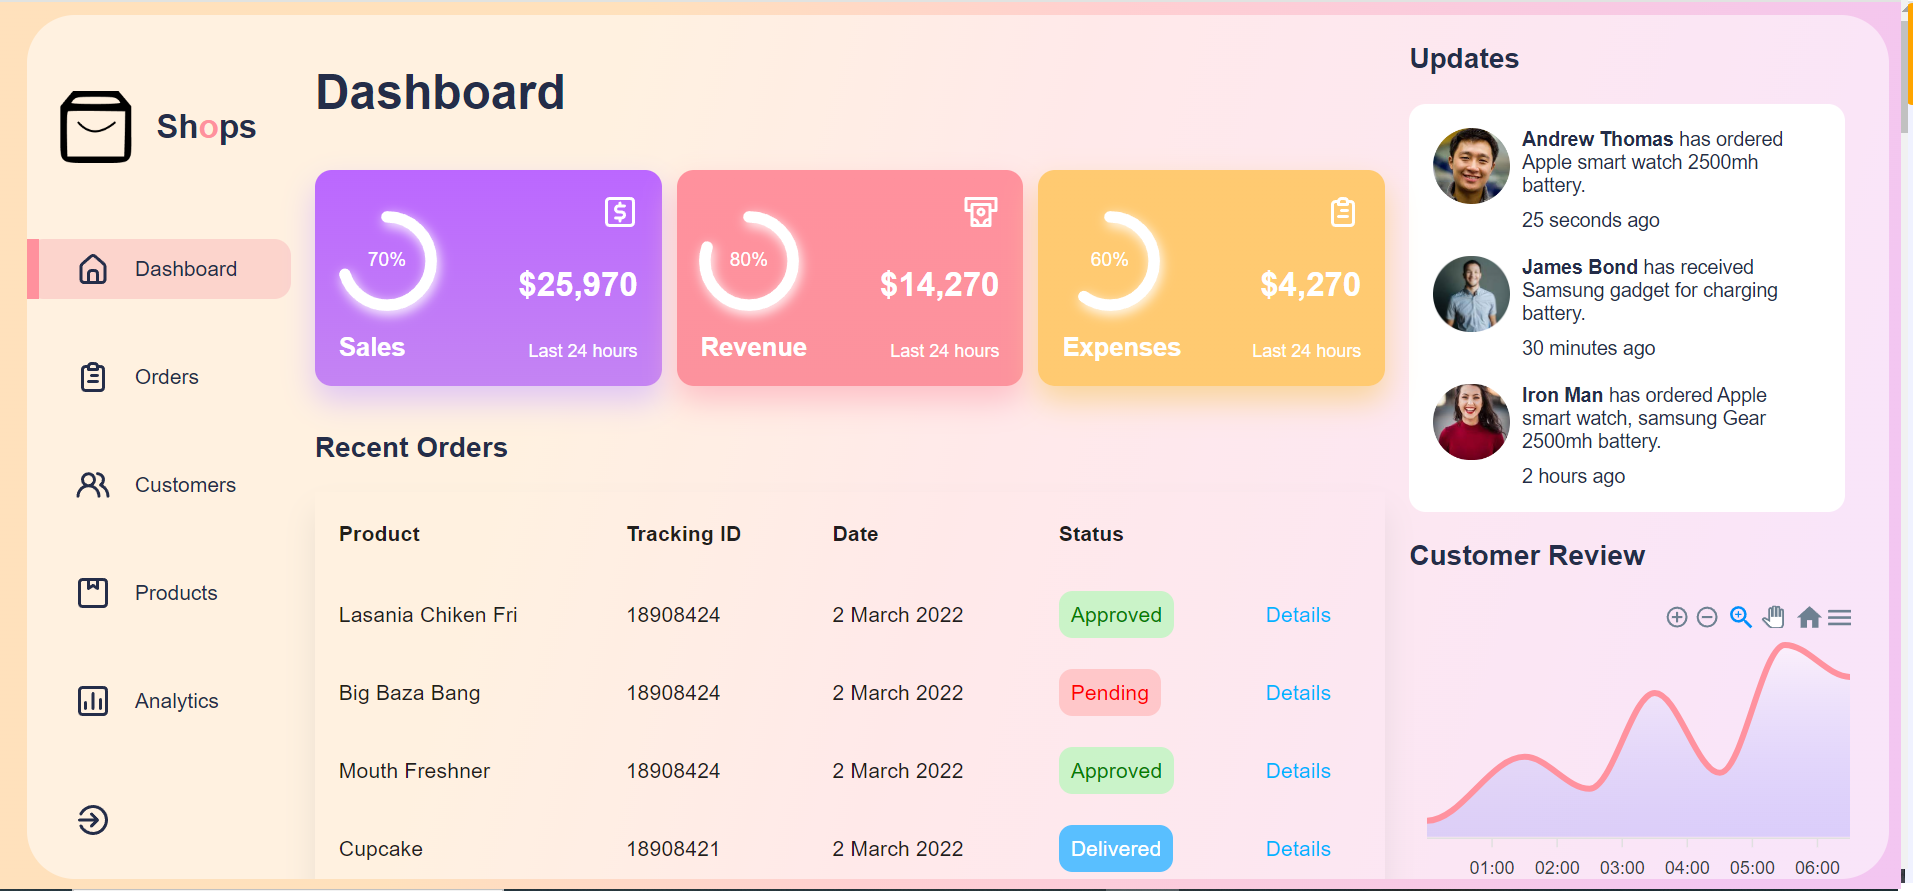 Shops
Dashboard
Orders
Customers
Products
Analytics
Dashboard
70%
$25,970
Sales
Last 24 hours
80%
$14,270
Revenue
Last 24 hours
60%
$4,270
Expenses
Last 24 hours
Recent Orders
Product Tracking ID Date Status
Lasania Chiken Fri 18908424 2 March 2022 Approved Details
Big Baza Bang 18908424 2 March 2022 Pending Details
Mouth Freshner 18908424 2 March 2022 Approved Details
Cupcake 18908421 2 March 2022 Delivered Details
Updates
Andrew Thomas has ordered
Apple smart watch 2500mh
battery.
25 seconds ago
James Bond has received
Samsung gadget for charging
battery.
30 minutes ago
Iron Man has ordered Apple
smart watch, samsung Gear
2500mh battery.
2 hours ago
Customer Review
01:00 02:00 03:00 04:00 05:00 06:00